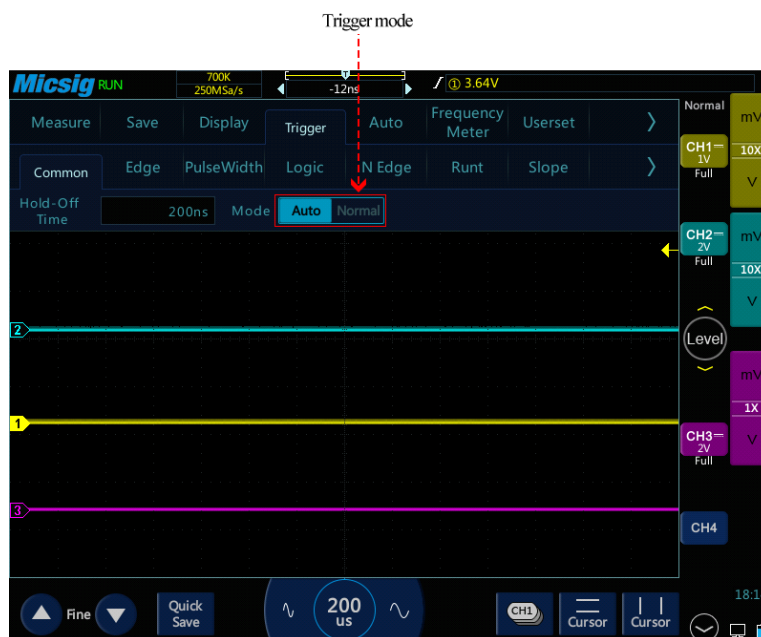 Trigger mode
Micsig RUN
700K
250MSa/s
T
-12ns
① 3.64V
Measure Save Display Trigger Auto Frequency Meter Userset
Common Edge PulseWidth Logic N Edge Runt Slope
Hold-Off Time 200ns Mode Auto Normal
Normal
CH1
1V
Full
mV
10X
V
CH2
2V
Full
mV
10X
V
Level
CH3
2V
Full
mV
1X
V
CH4
2
1
3
Fine
Quick Save
200
us
CH1
Cursor
Cursor